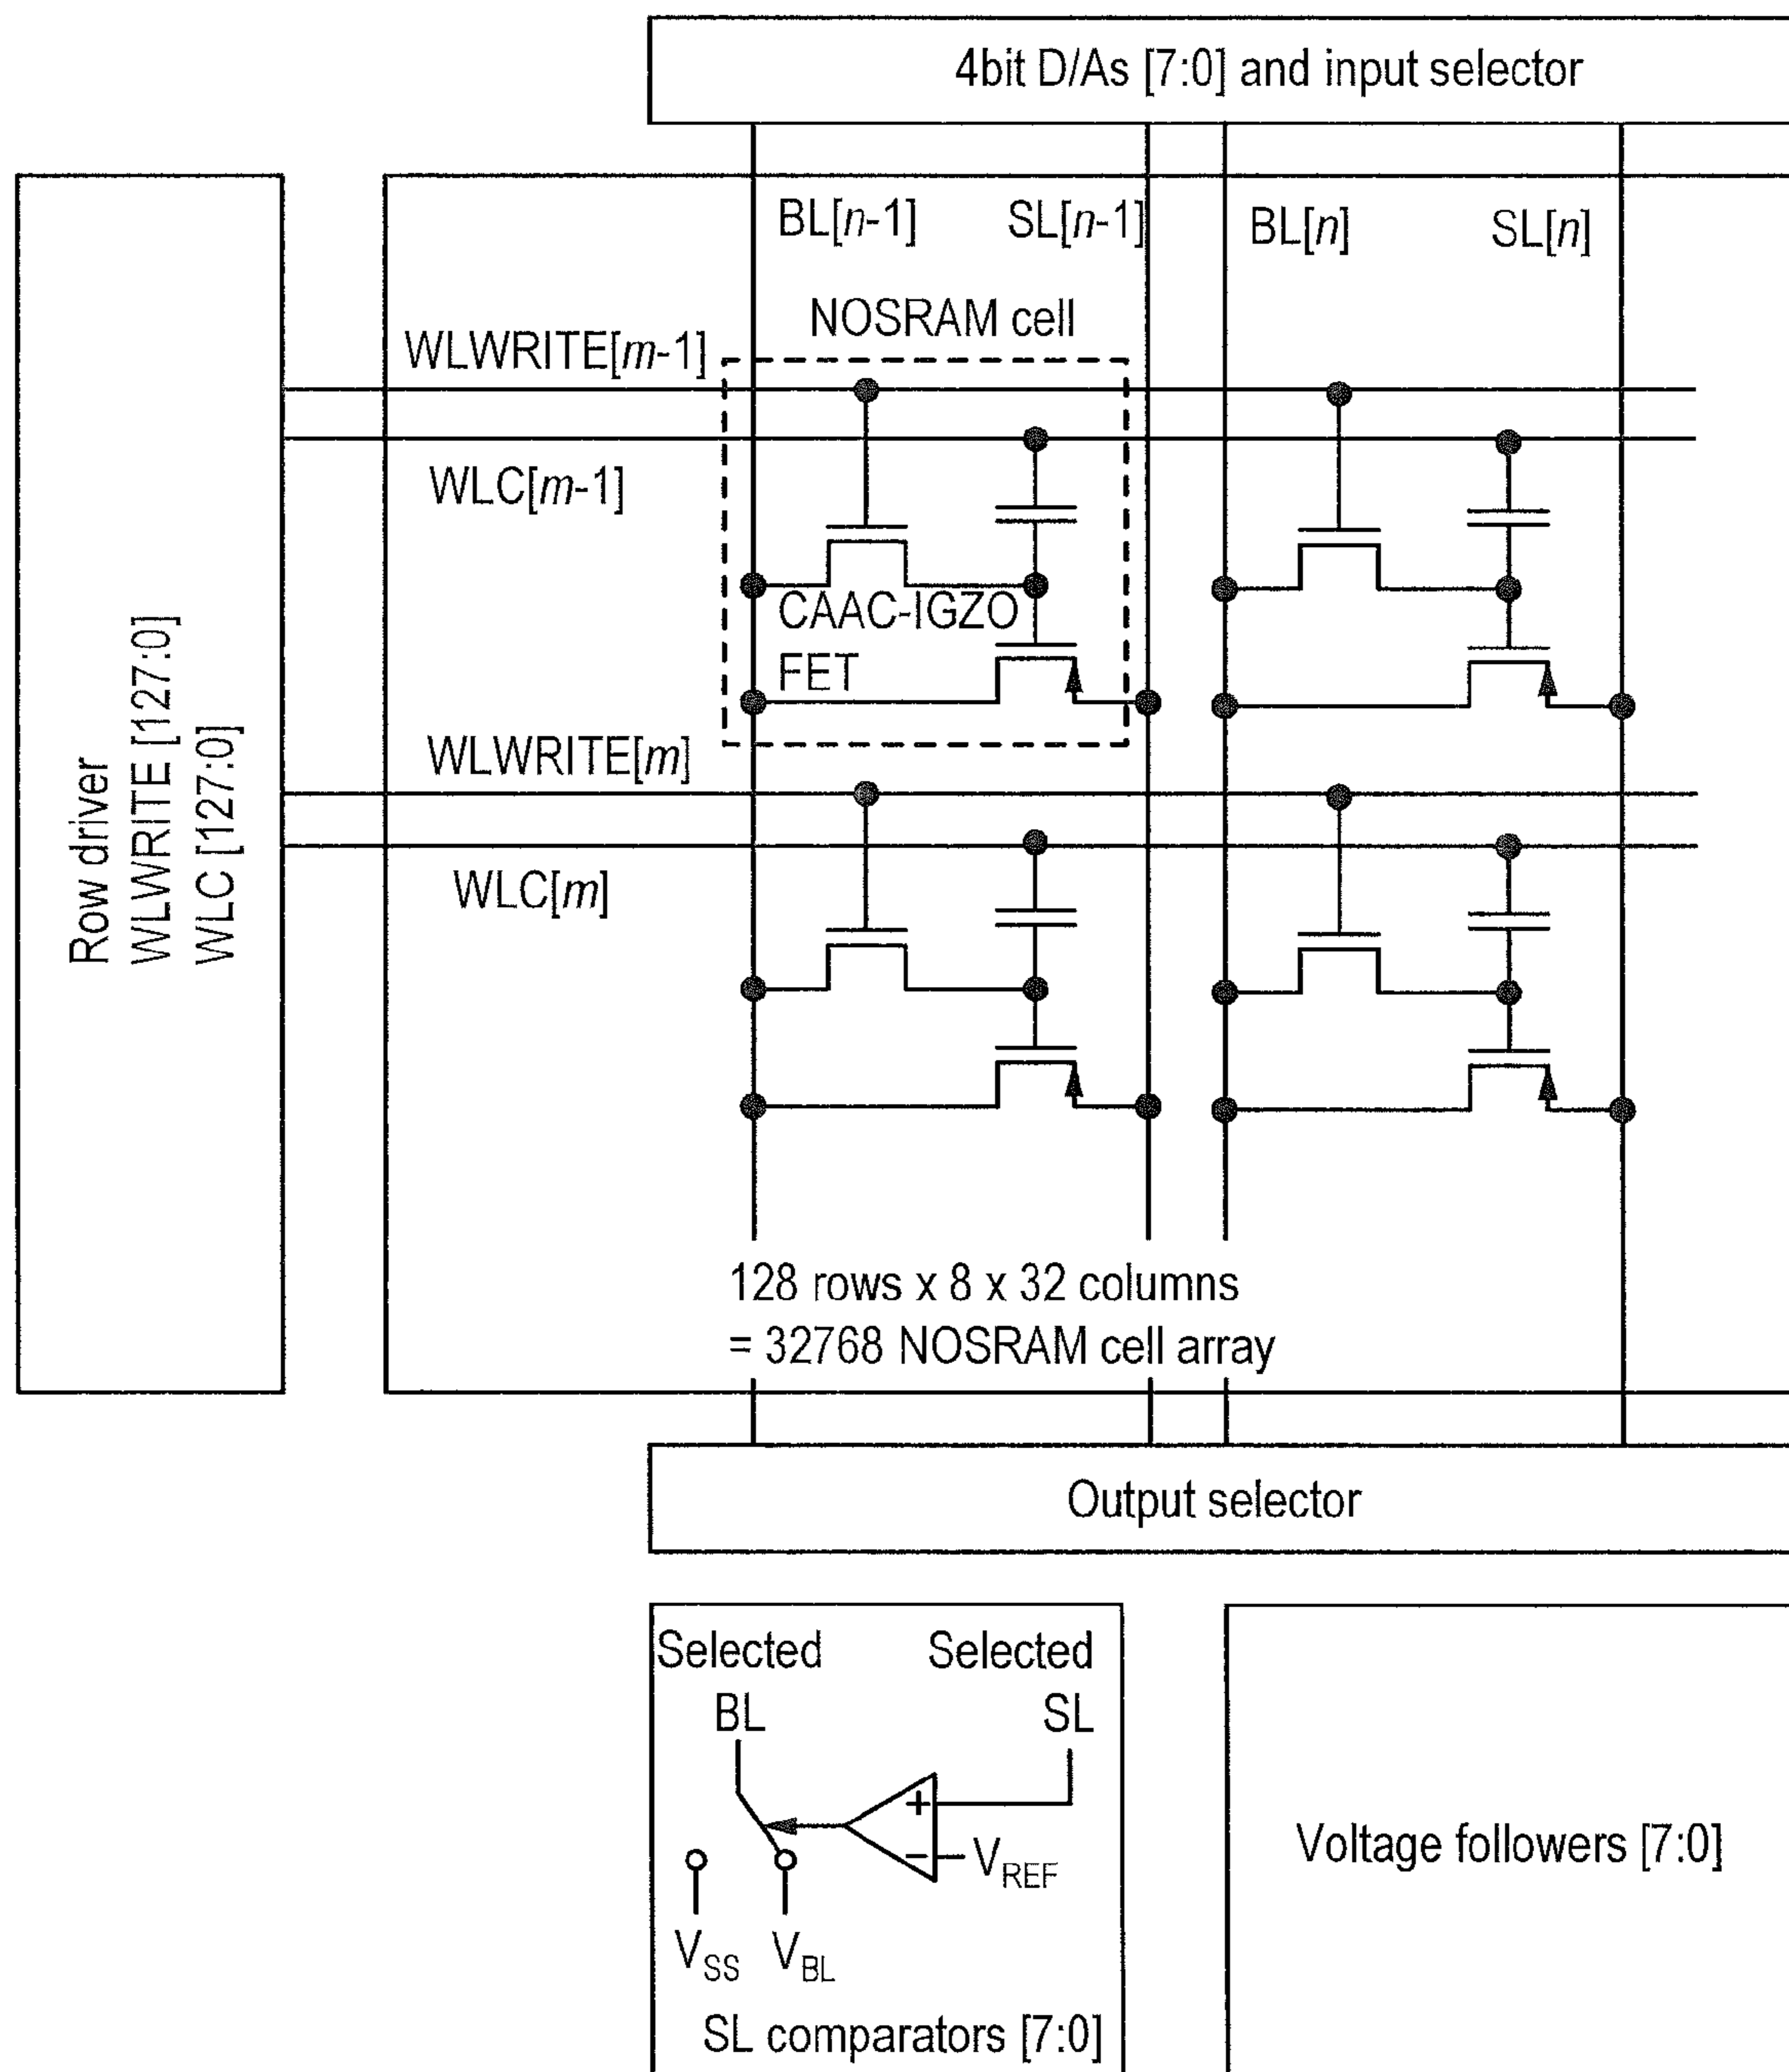 4bit D/As [7:0] and input selector
BL[n-1]
SL[n-1]
BL[n]
SL[n]
NOSRAM cell
WLWRITE[m-1]
WLC[m-1]
CAAC-IGZO
FET
WLWRITE[m]
WLC[m]
Row driver
WLWRITE [127:0]
WLC [127:0]
128 rows x 8 x 32 columns
= 32768 NOSRAM cell array
Output selector
Selected
BL
Selected
SL
+
−
VREF
VSS
VBL
SL comparators [7:0]
Voltage followers [7:0]